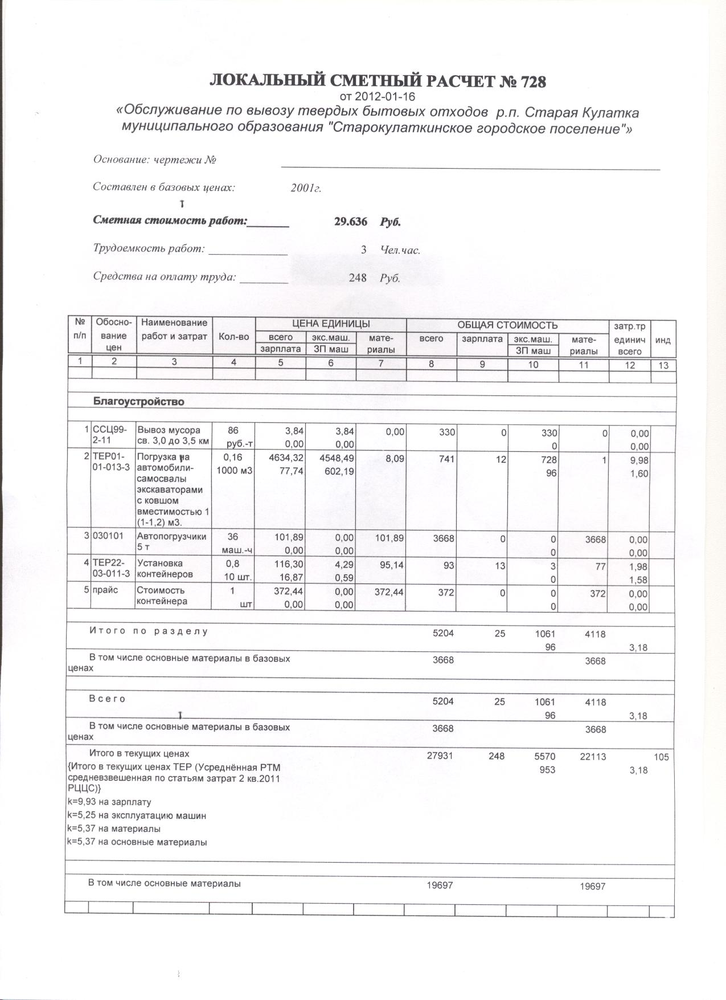 ЛОКАЛЬНЫЙ СМЕТНЫЙ РАСЧЕТ № 728
от 2012-01-16
«Обслуживание по вывозу твердых бытовых отходов р.п. Старая Кулатка
муниципального образования "Старокулаткинское городское поселение"»
Основание: чертежи №
Составлен в базовых ценах: 2001г.
Сметная стоимость работ:_______ 29.636 Руб.
Трудоемкость работ: ______________ 3 Чел.час.
Средства на оплату труда: ________ 248 Руб.
№ Обосно- Наименование ЦЕНА ЕДИНИЦЫ ОБЩАЯ СТОИМОСТЬ затр.тр
п/п вание работ и затрат Кол-во всего экс.маш. мате- всего зарплата экс.маш. мате- единич инд
цен зарплата ЗП маш риалы ЗП маш риалы всего
1 2 3 4 5 6 7 8 9 10 11 12 13
Благоустройство
1 ССЦ99- Вывоз мусора 86 3,84 3,84 0,00 330 0 330 0 0,00
2-11 св. 3,0 до 3,5 км руб.-т 0,00 0,00 0 0,00
2 ТЕР01- Погрузка на 0,16 4634,32 4548,49 8,09 741 12 728 1 9,98
01-013-3 автомобили- 1000 м3 77,74 602,19 96 1,60
самосвалы
экскаваторами
с ковшом
вместимостью 1
(1-1,2) м3.
3 030101 Автопогрузчики 36 101,89 0,00 101,89 3668 0 0 3668 0,00
5 т маш.-ч 0,00 0,00 0 0,00
4 ТЕР22- Установка 0,8 116,30 4,29 95,14 93 13 3 77 1,98
03-011-3 контейнеров 10 шт. 16,87 0,59 0 1,58
5 прайс Стоимость 1 372,44 0,00 372,44 372 0 0 372 0,00
контейнера шт 0,00 0,00 0 0,00
Итого по разделу 5204 25 1061 4118
96 3,18
В том числе основные материалы в базовых 3668 3668
ценах
Всего 5204 25 1061 4118
96 3,18
В том числе основные материалы в базовых 3668 3668
ценах
Итого в текущих ценах 27931 248 5570 22113 105
{Итого в текущих ценах ТЕР (Усреднённая РТМ 953 3,18
средневзвешенная по статьям затрат 2 кв.2011
РЦЦС)}
k=9,93 на зарплату
k=5,25 на эксплуатацию машин
k=5,37 на материалы
k=5,37 на основные материалы
В том числе основные материалы 19697 19697